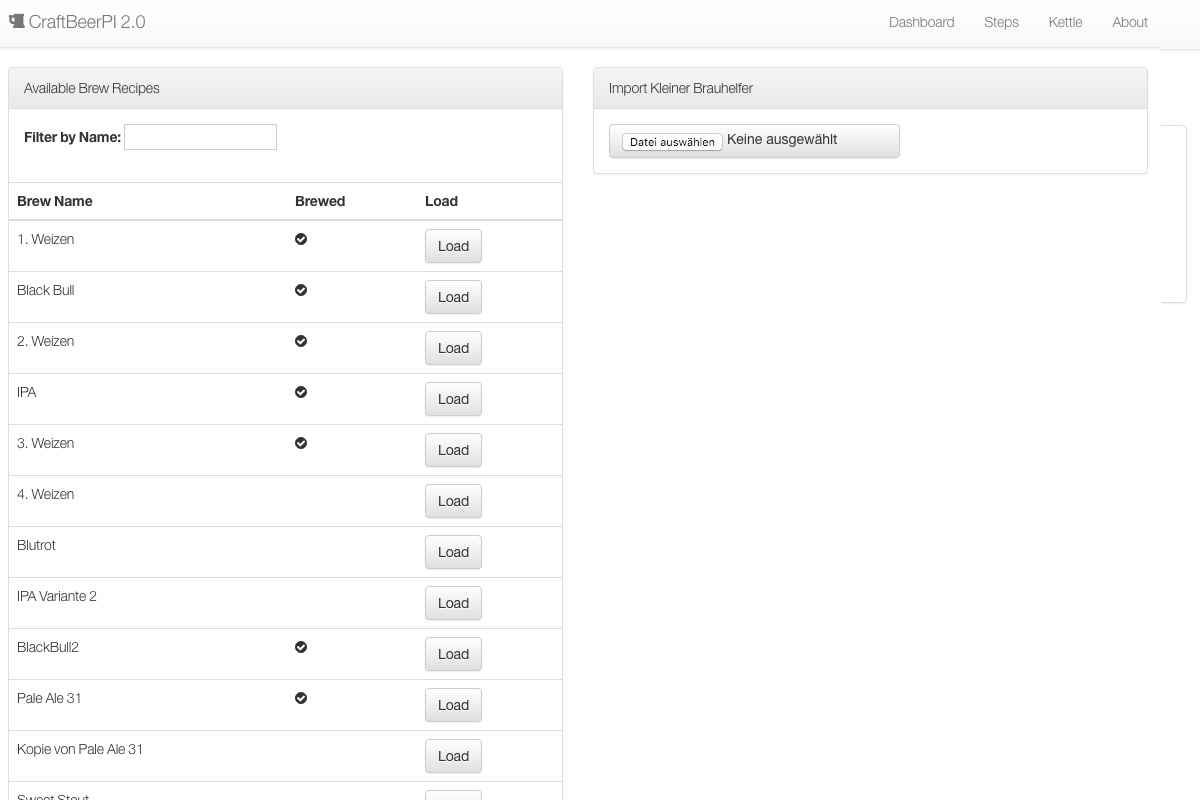 CraftBeerPI 2.0 Dashboard Steps Kettle About
Available Brew Recipes
Filter by Name:
Brew Name Brewed Load
1. Weizen Load
Black Bull Load
2. Weizen Load
IPA Load
3. Weizen Load
4. Weizen Load
Blutrot Load
IPA Variante 2 Load
BlackBull2 Load
Pale Ale 31 Load
Kopie von Pale Ale 31 Load
Sweet Stout
Import Kleiner Brauhelfer
Datei auswählen Keine ausgewählt